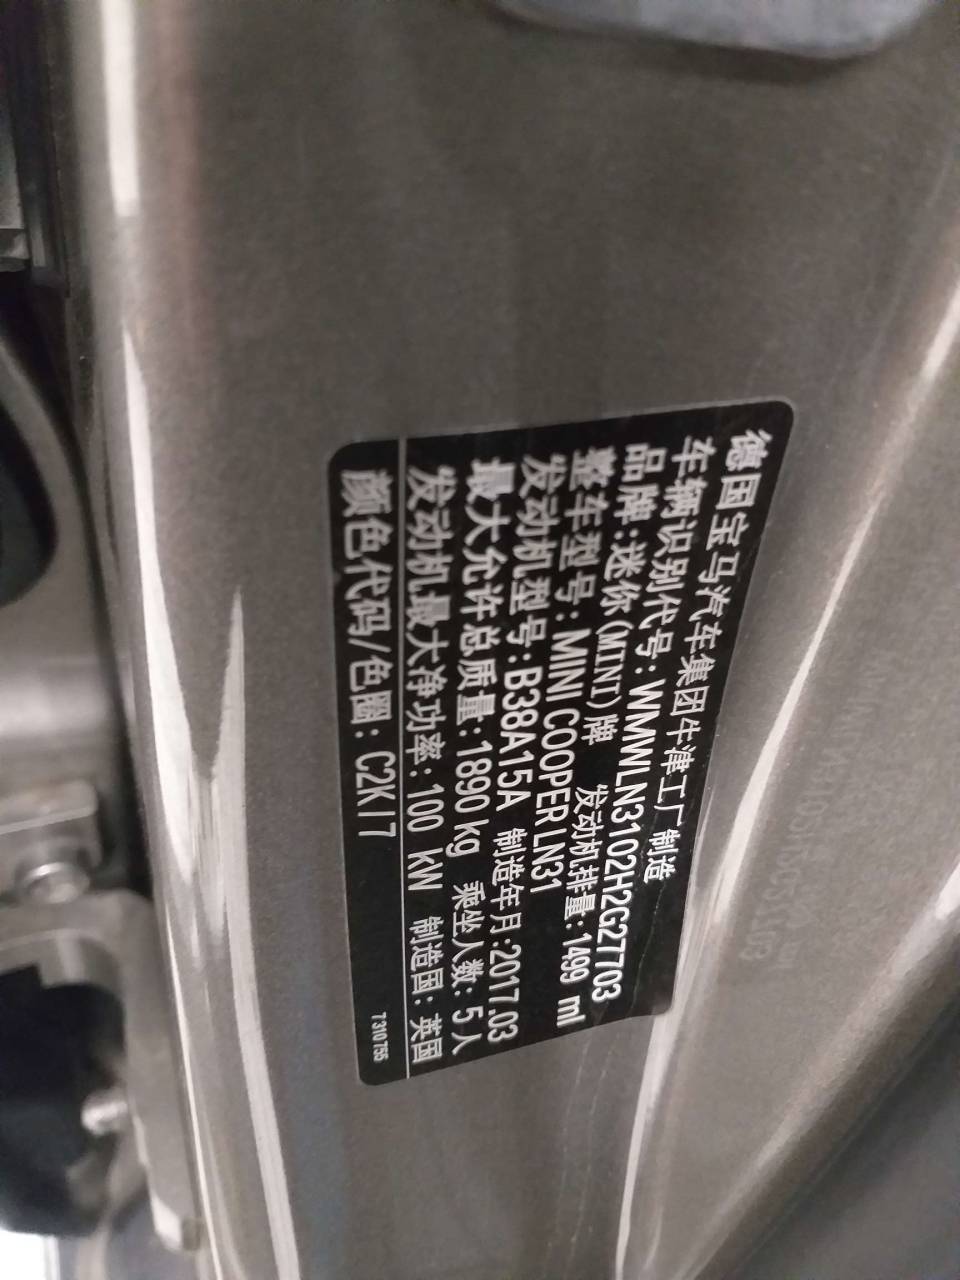 德国宝马汽车集团牛津工厂制造
车辆识别代号:WMWLN3102H2G27703
品牌:迷你(MINI)牌 发动机排量:1499 ml
整车型号:MINI COOPER LN31
发动机型号:B38A15A 制造年月:2017.03
最大允许总质量:1890 kg 乘坐人数:5人
发动机最大净功率:100 kW 制造国:英国
颜色代码/色圈:C2K/7
7 310 755